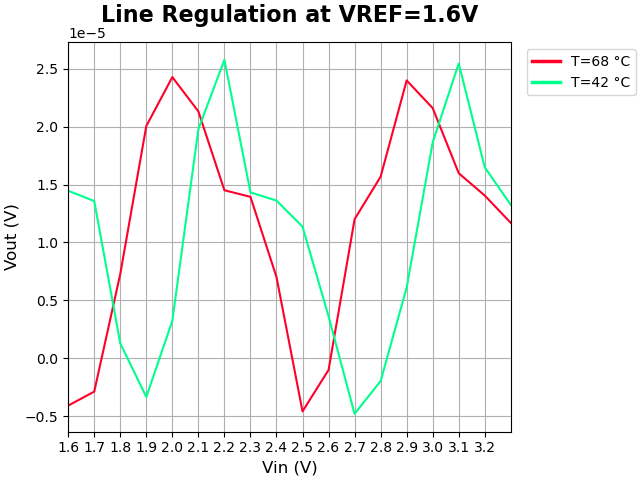 Line Regulation at VREF=1.6V
1e−5
2.5
2.0
1.5
1.0
0.5
0.0
−0.5
Vout (V)
1.6 1.7 1.8 1.9 2.0 2.1 2.2 2.3 2.4 2.5 2.6 2.7 2.8 2.9 3.0 3.1 3.2
Vin (V)
T=68 °C
T=42 °C